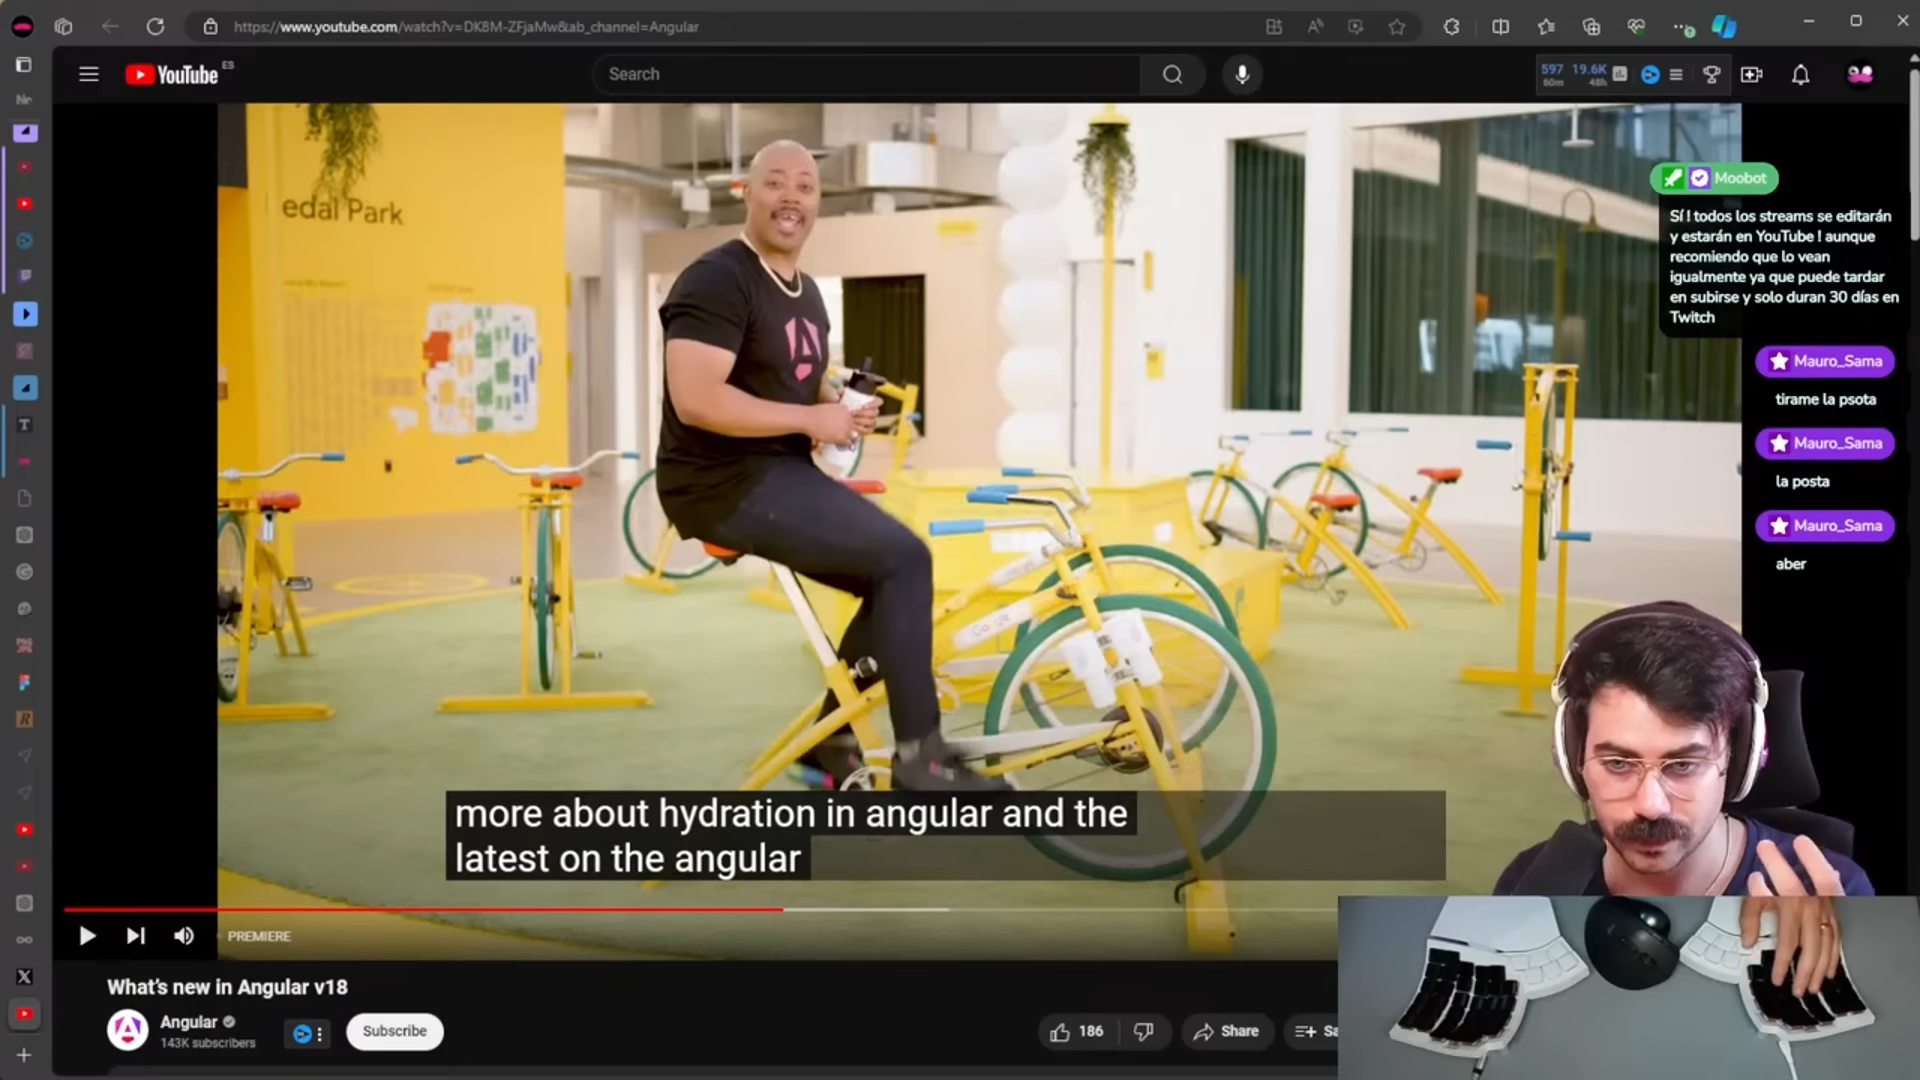 https://www.youtube.com/watch?v=DK8M-ZFjaMw&ab_channel=Angular
YouTube ES
Search
597 19.6K
60m 48h
edal Park
Moobot
Sí ! todos los streams se editarán
y estarán en YouTube ! aunque
recomiendo que lo vean
igualmente ya que puede tardar
en subirse y solo duran 30 días en
Twitch
Mauro_Sama
tirame la psota
Mauro_Sama
la posta
Mauro_Sama
aber
more about hydration in angular and the
latest on the angular
PREMIERE
What's new in Angular v18
Angular
143K subscribers
Subscribe
186
Share
Sa